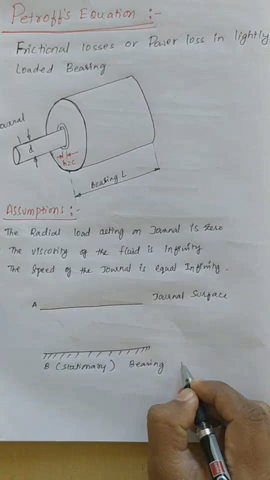 Petroff's Equation :-
Frictional losses or Power loss in lightly
Loaded Bearing
Journal
d
h=c
Bearing L
Assumptions :-
The Radial load acting on Journal is zero
The viscosity of the fluid is Infinity
The speed of the Journal is equal Infinity.
A
Journal Surface
B (stationary) Bearing